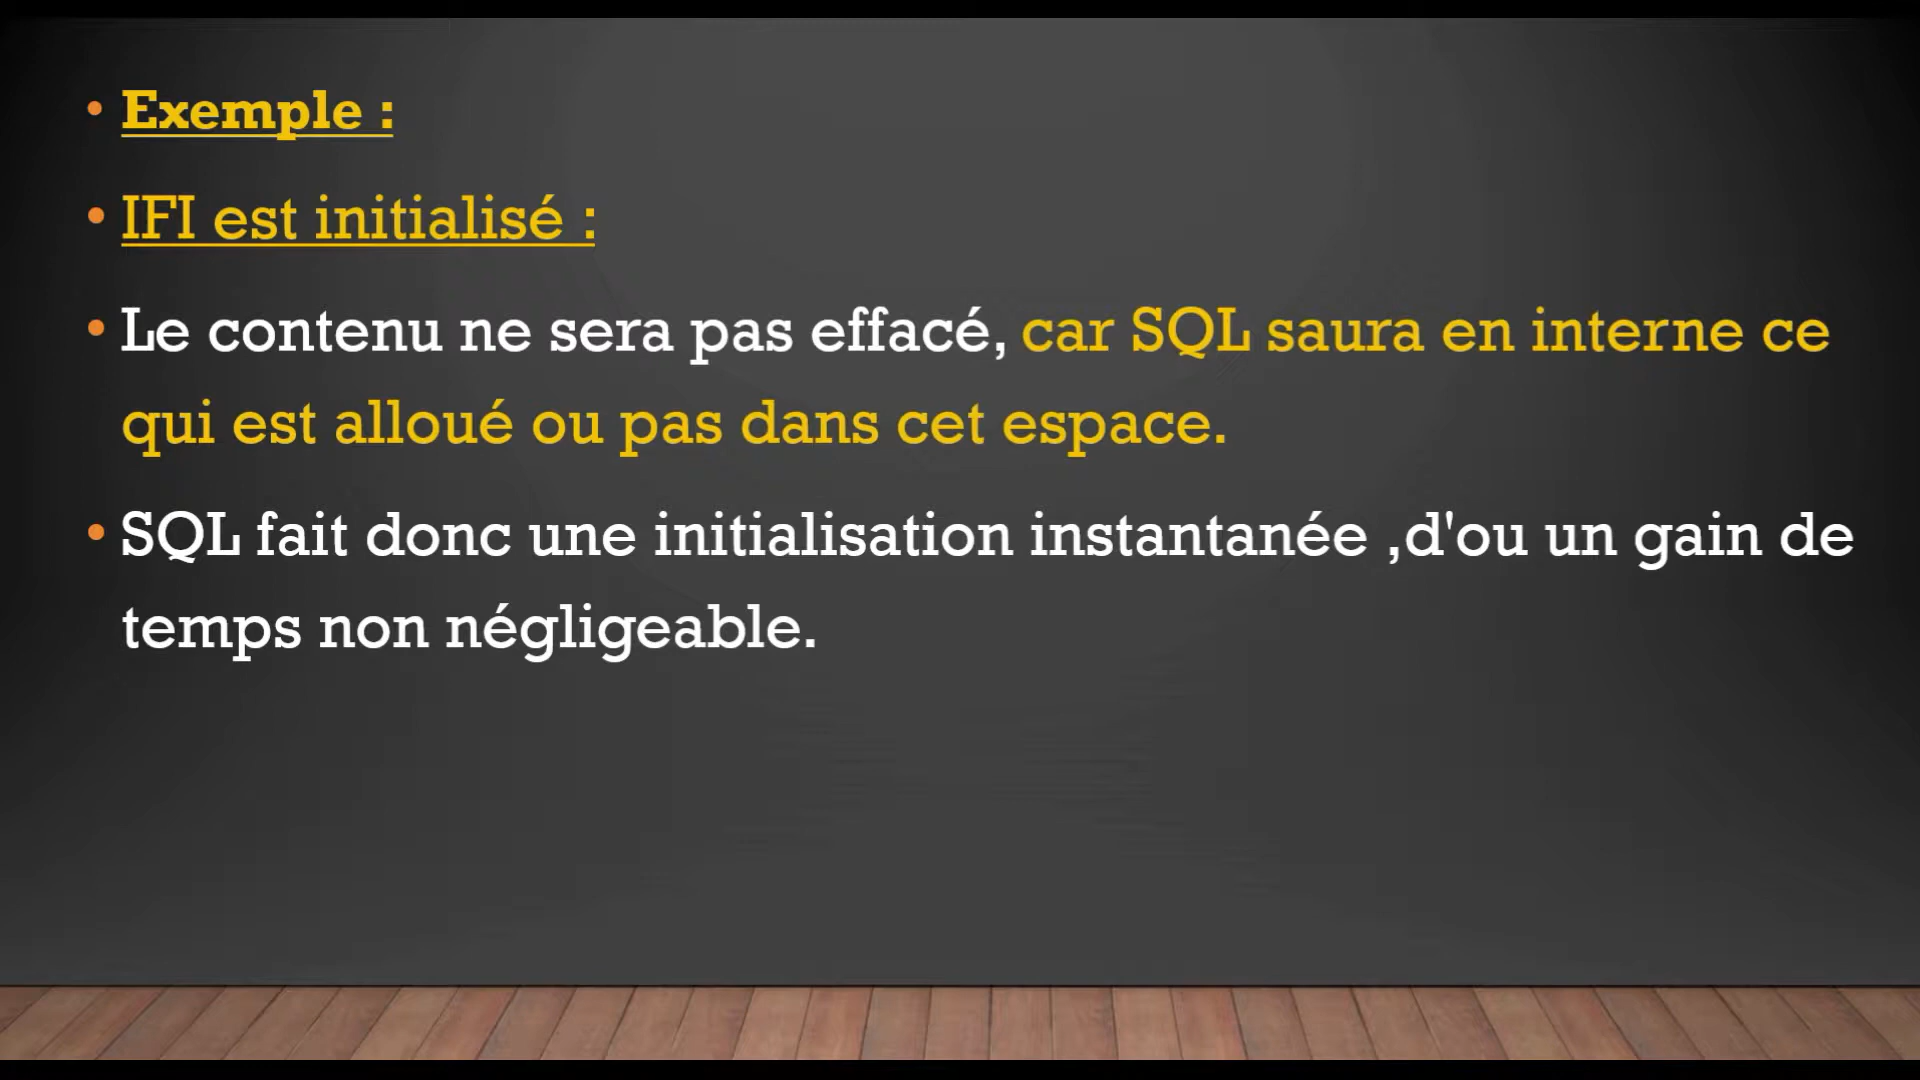 • Exemple :
• IFI est initialisé :
• Le contenu ne sera pas effacé, car SQL saura en interne ce
qui est alloué ou pas dans cet espace.
• SQL fait donc une initialisation instantanée ,d'ou un gain de
temps non négligeable.